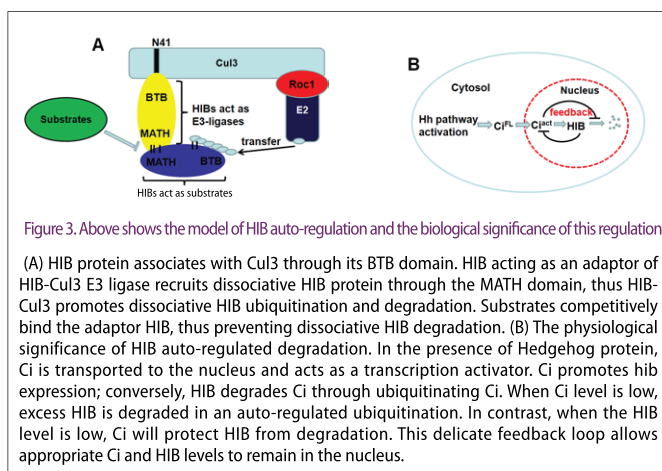 A
N41
Cul3
Roc1
BTB
HIBs act as
E3-ligases
E2
Substrates
MATH
transfer
MATH
BTB
HIBs act as substrates
B
Cytosol
Nucleus
feedback
Hh pathway
activation
Ci^FL
Ci^act
HIB
Figure 3. Above shows the model of HIB auto-regulation and the biological significance of this regulation
(A) HIB protein associates with Cul3 through its BTB domain. HIB acting as an adaptor of
HIB-Cul3 E3 ligase recruits dissociative HIB protein through the MATH domain, thus HIB-
Cul3 promotes dissociative HIB ubiquitination and degradation. Substrates competitively
bind the adaptor HIB, thus preventing dissociative HIB degradation. (B) The physiological
significance of HIB auto-regulated degradation. In the presence of Hedgehog protein,
Ci is transported to the nucleus and acts as a transcription activator. Ci promotes hib
expression; conversely, HIB degrades Ci through ubiquitinating Ci. When Ci level is low,
excess HIB is degraded in an auto-regulated ubiquitination. In contrast, when the HIB
level is low, Ci will protect HIB from degradation. This delicate feedback loop allows
appropriate Ci and HIB levels to remain in the nucleus.